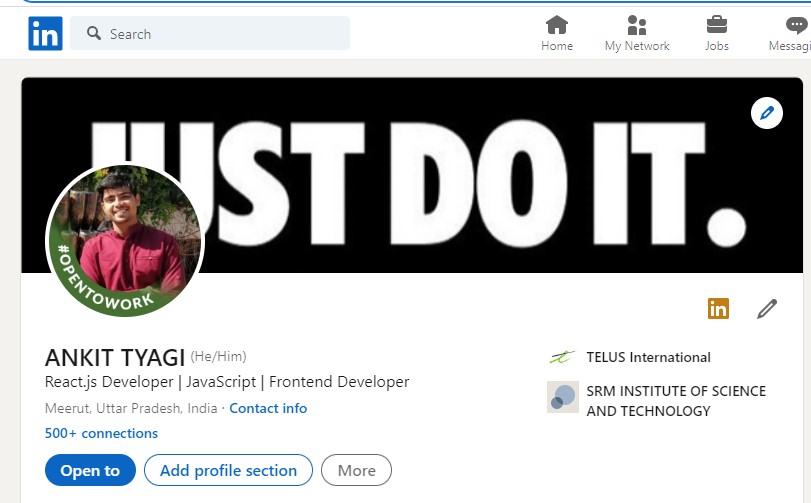 in
Search
Home
My Network
Jobs
Messagi
JUST DO IT.
#OPENTOWORK
in
ANKIT TYAGI (He/Him)
React.js Developer | JavaScript | Frontend Developer
Meerut, Uttar Pradesh, India · Contact info
500+ connections
Open to
Add profile section
More
TELUS International
SRM INSTITUTE OF SCIENCE
AND TECHNOLOGY